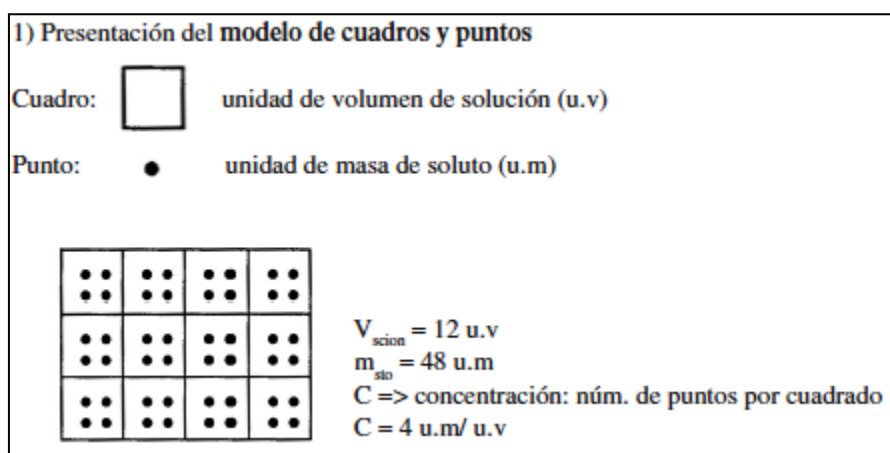 1) Presentación del modelo de cuadros y puntos
Cuadro: unidad de volumen de solución (u.v)
Punto: unidad de masa de soluto (u.m)
V_scion = 12 u.v
m_sto = 48 u.m
C => concentración: núm. de puntos por cuadrado
C = 4 u.m/ u.v